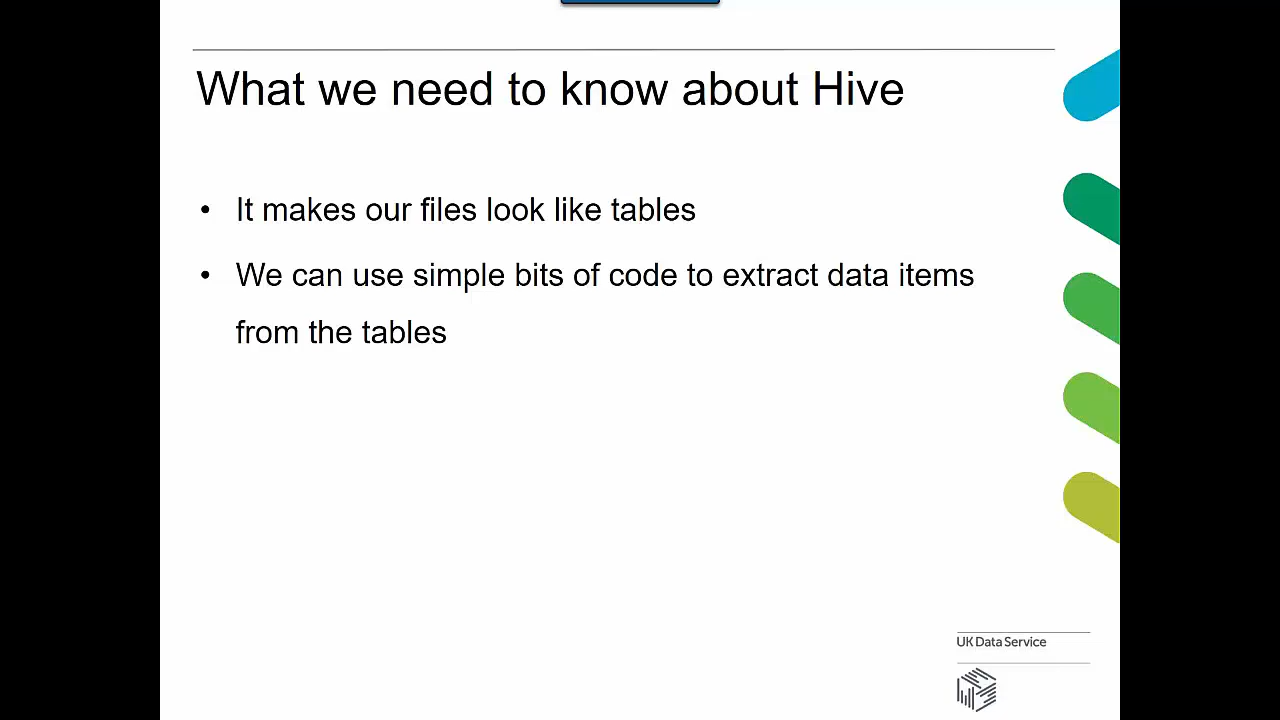 What we need to know about Hive
• It makes our files look like tables
• We can use simple bits of code to extract data items
from the tables
UK Data Service